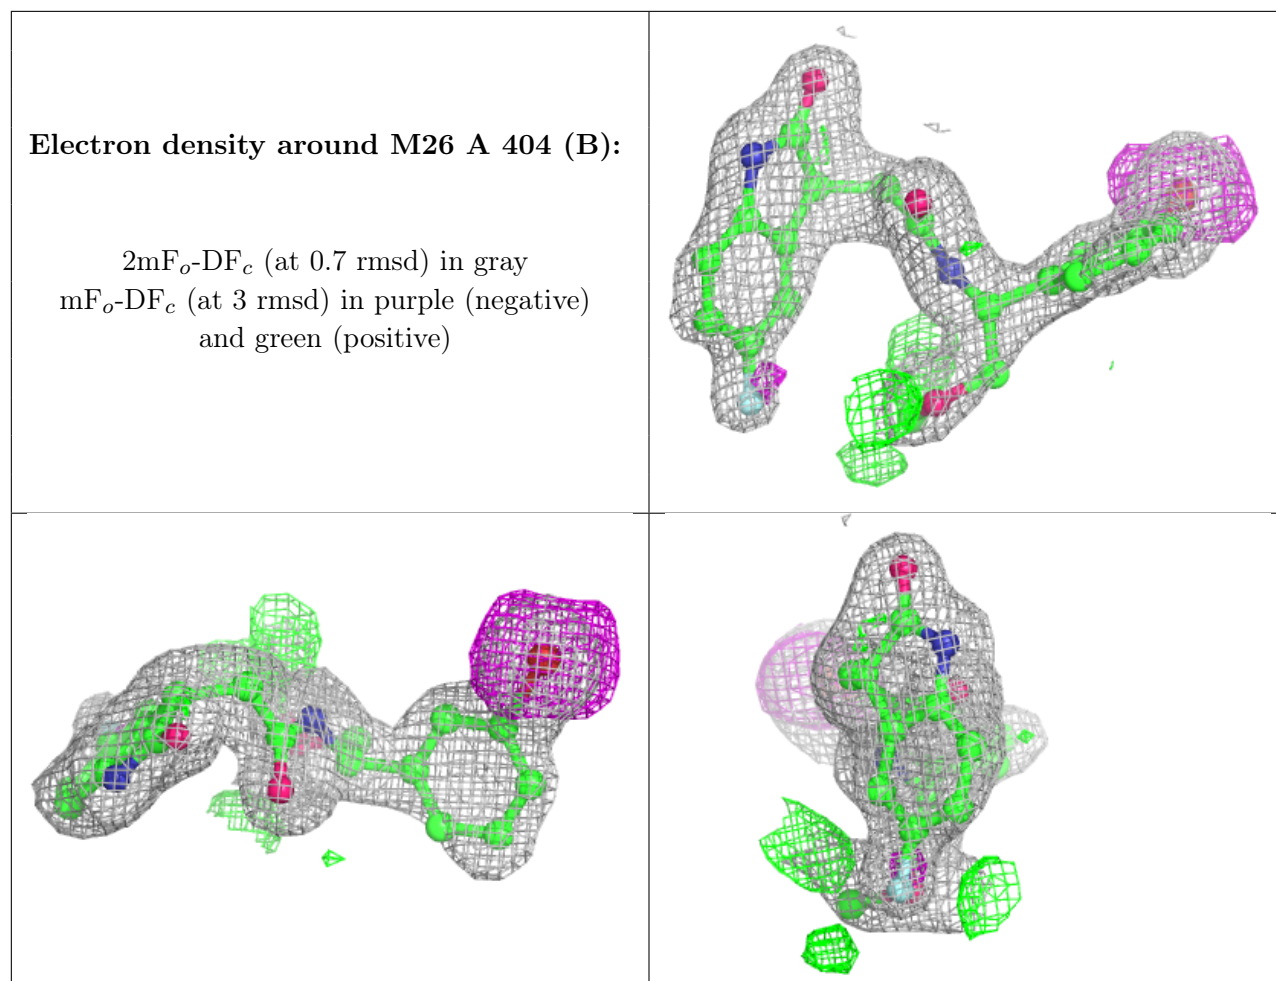 Electron density around M26 A 404 (B):
2mFo-DFc (at 0.7 rmsd) in gray
mFo-DFc (at 3 rmsd) in purple (negative)
and green (positive)